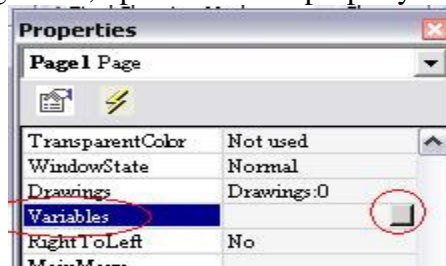 Properties
Page1 Page
TransparentColor Not used
WindowState Normal
Drawings Drawings:0
Variables
RightToLeft No